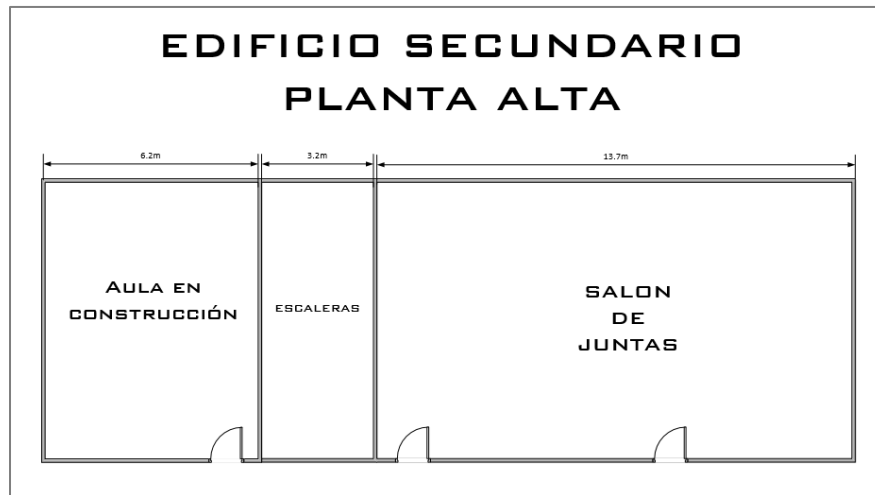 EDIFICIO SECUNDARIO
PLANTA ALTA
6.2m
3.2m
13.7m
AULA EN
CONSTRUCCIÓN
ESCALERAS
SALON
DE
JUNTAS